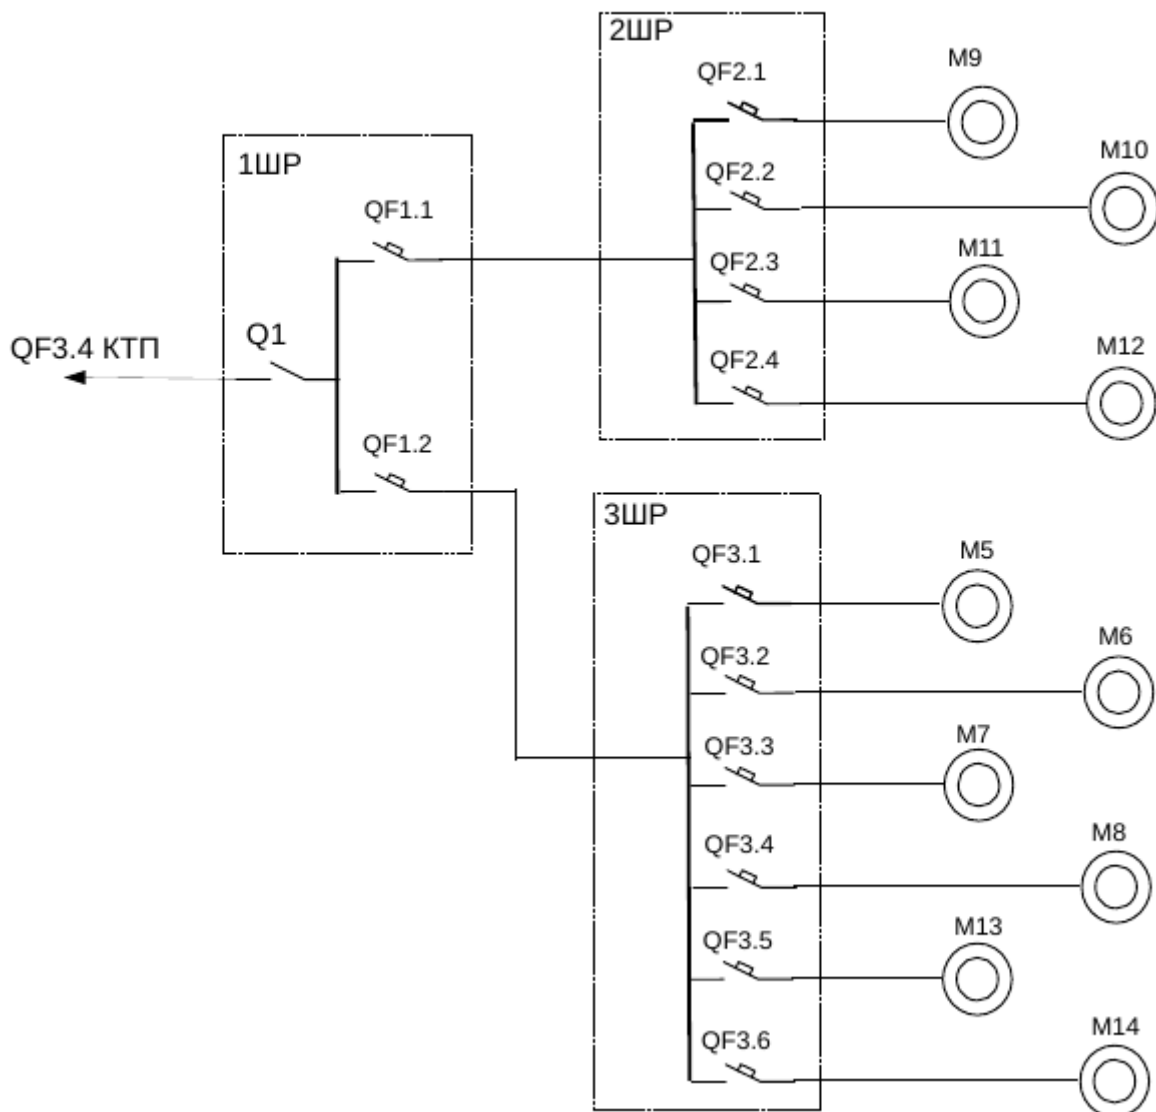 2ШР
QF2.1
M9
QF2.2
M10
QF2.3
M11
QF2.4
M12
1ШР
QF1.1
Q1
QF3.4 КТП
QF1.2
3ШР
QF3.1
M5
QF3.2
M6
QF3.3
M7
QF3.4
M8
QF3.5
M13
QF3.6
M14